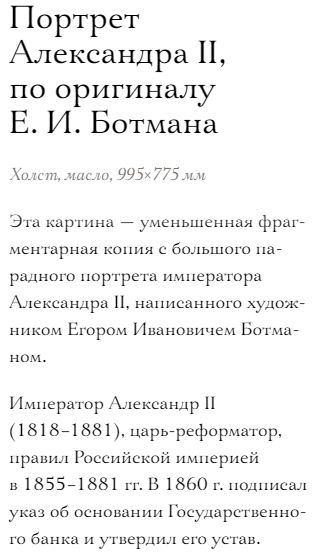 Портрет
Александра II,
по оригиналу
Е. И. Ботмана
Холст, масло, 995×775 мм
Эта картина — уменьшенная фраг-
ментарная копия с большого па-
радного портрета императора
Александра II, написанного худож-
ником Егором Ивановичем Ботма-
ном.
Император Александр II
(1818–1881), царь-реформатор,
правил Российской империей
в 1855–1881 гг. В 1860 г. подписал
указ об основании Государственно-
го банка и утвердил его устав.